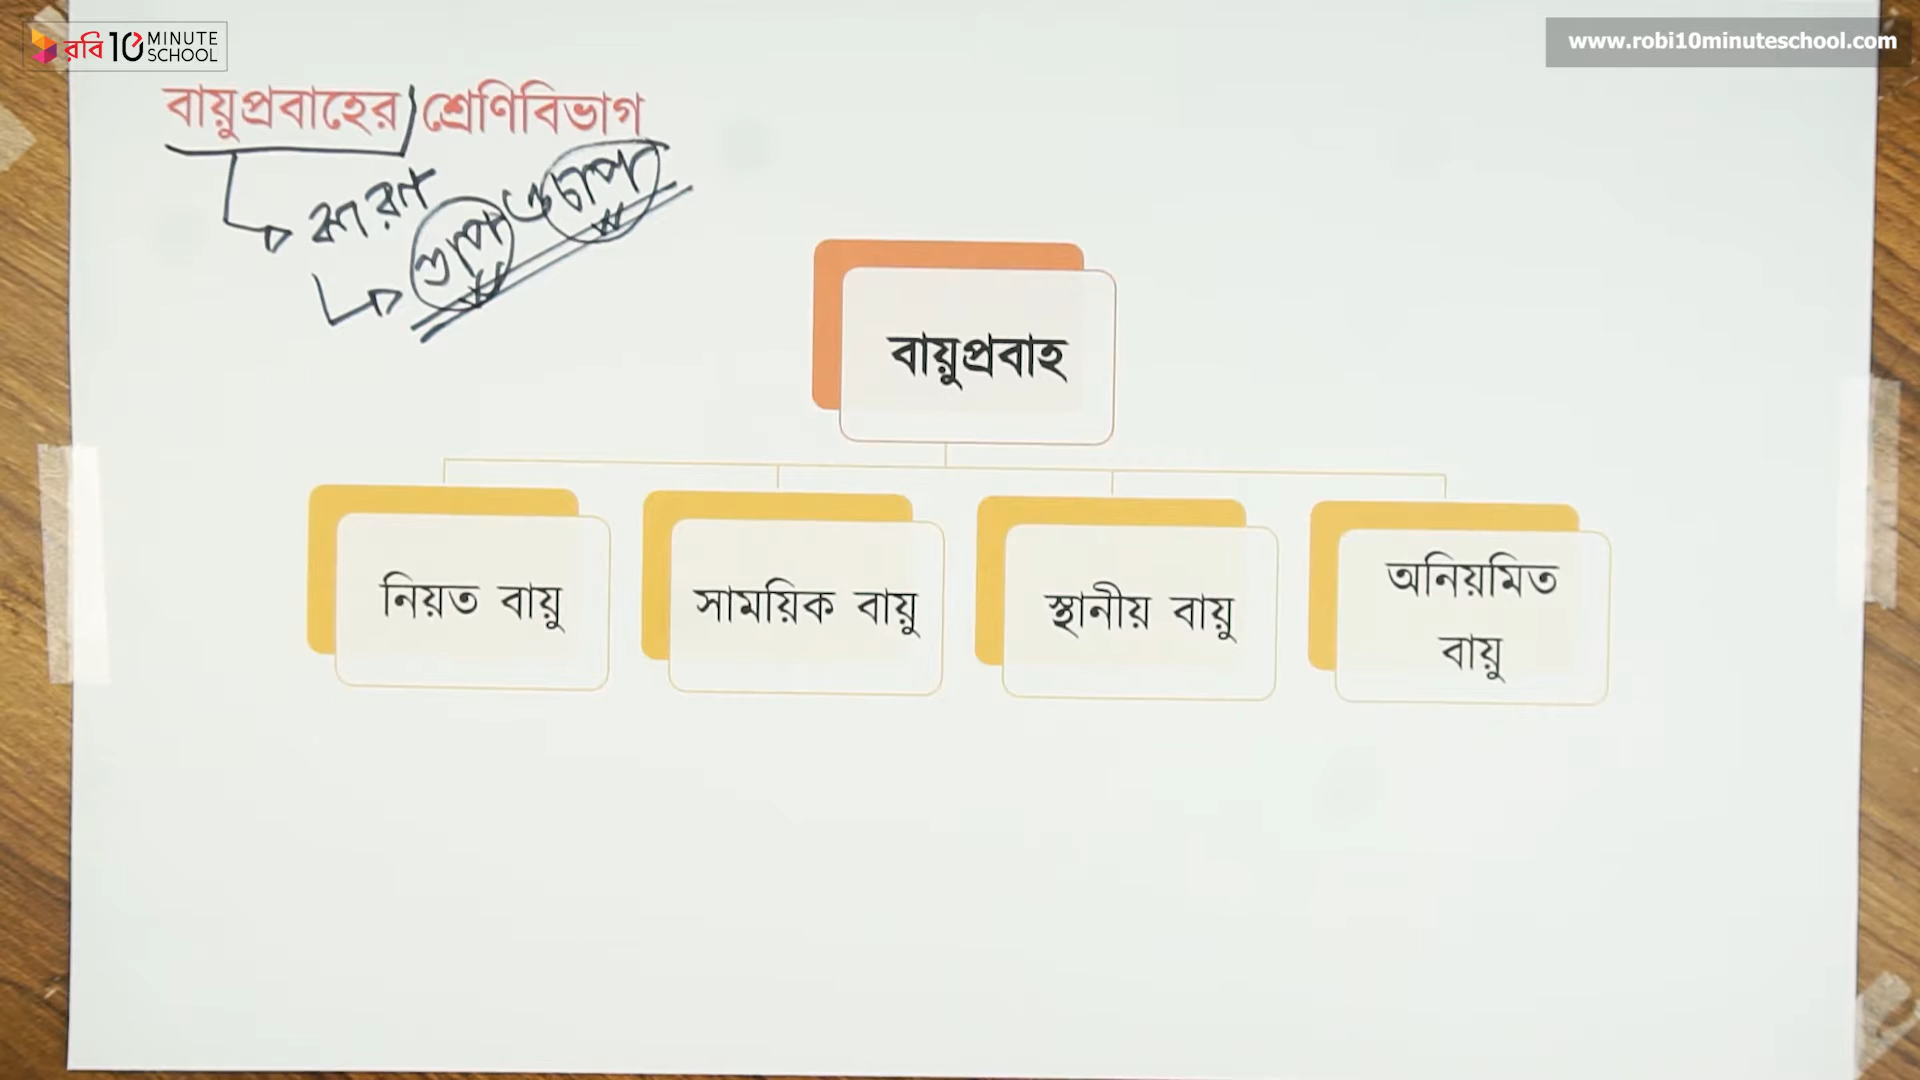 রবি 10 MINUTE SCHOOL
www.robi10minuteschool.com
বায়ুপ্রবাহের শ্রেণিবিভাগ
কারণ
তাপ ও চাপ
বায়ুপ্রবাহ
নিয়ত বায়ু
সাময়িক বায়ু
স্থানীয় বায়ু
অনিয়মিত
বায়ু